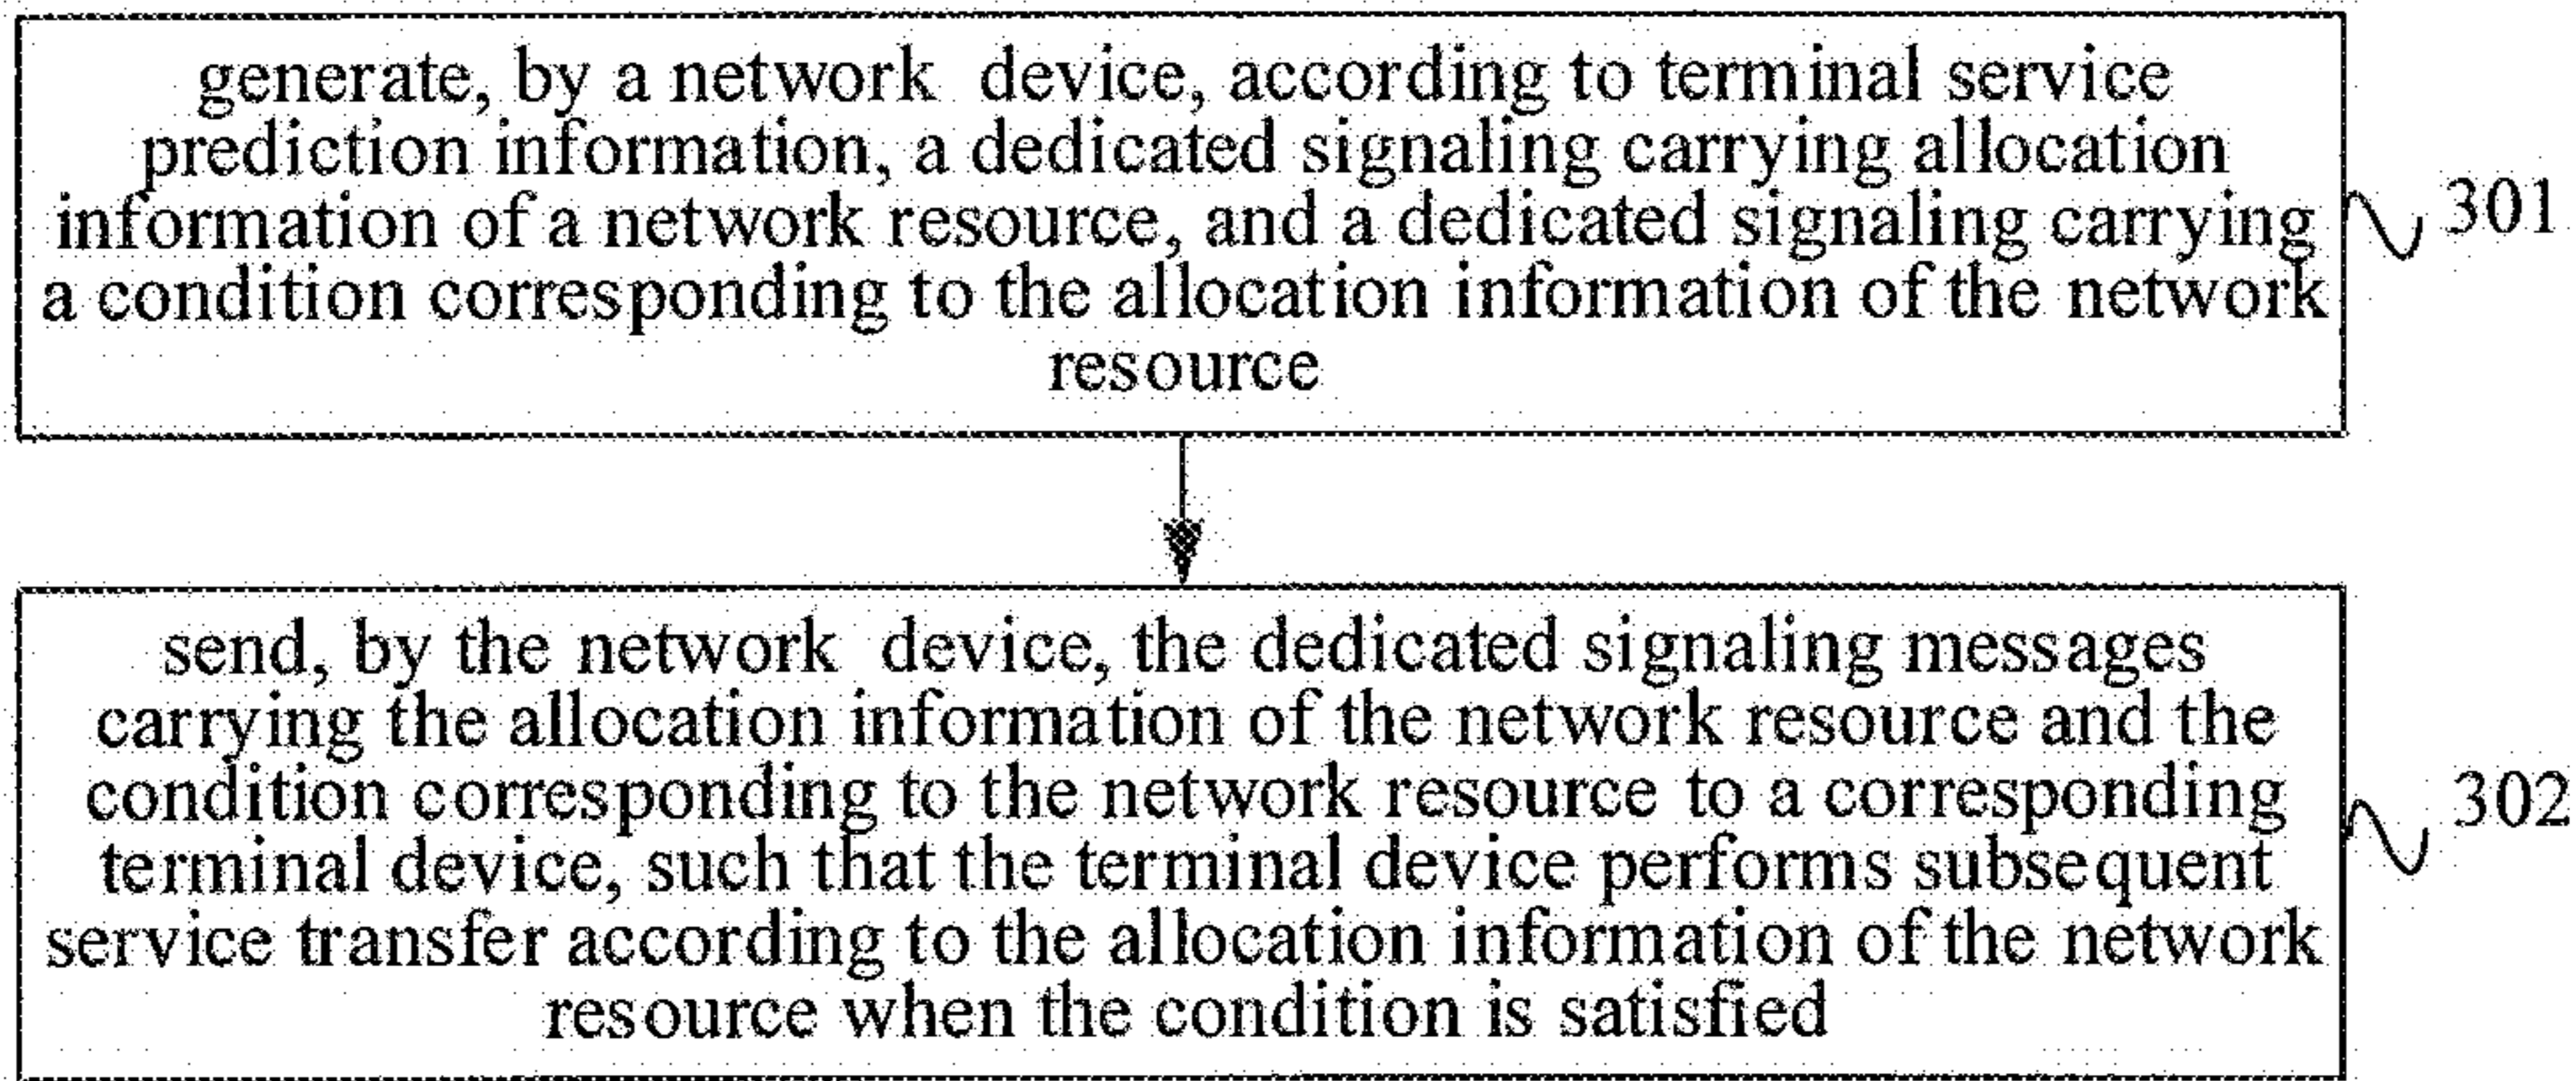 generate, by a network device, according to terminal service
prediction information, a dedicated signaling carrying allocation
information of a network resource, and a dedicated signaling carrying
a condition corresponding to the allocation information of the network
resource
301
send, by the network device, the dedicated signaling messages
carrying the allocation information of the network resource and the
condition corresponding to the network resource to a corresponding
terminal device, such that the terminal device performs subsequent
service transfer according to the allocation information of the network
resource when the condition is satisfied
302